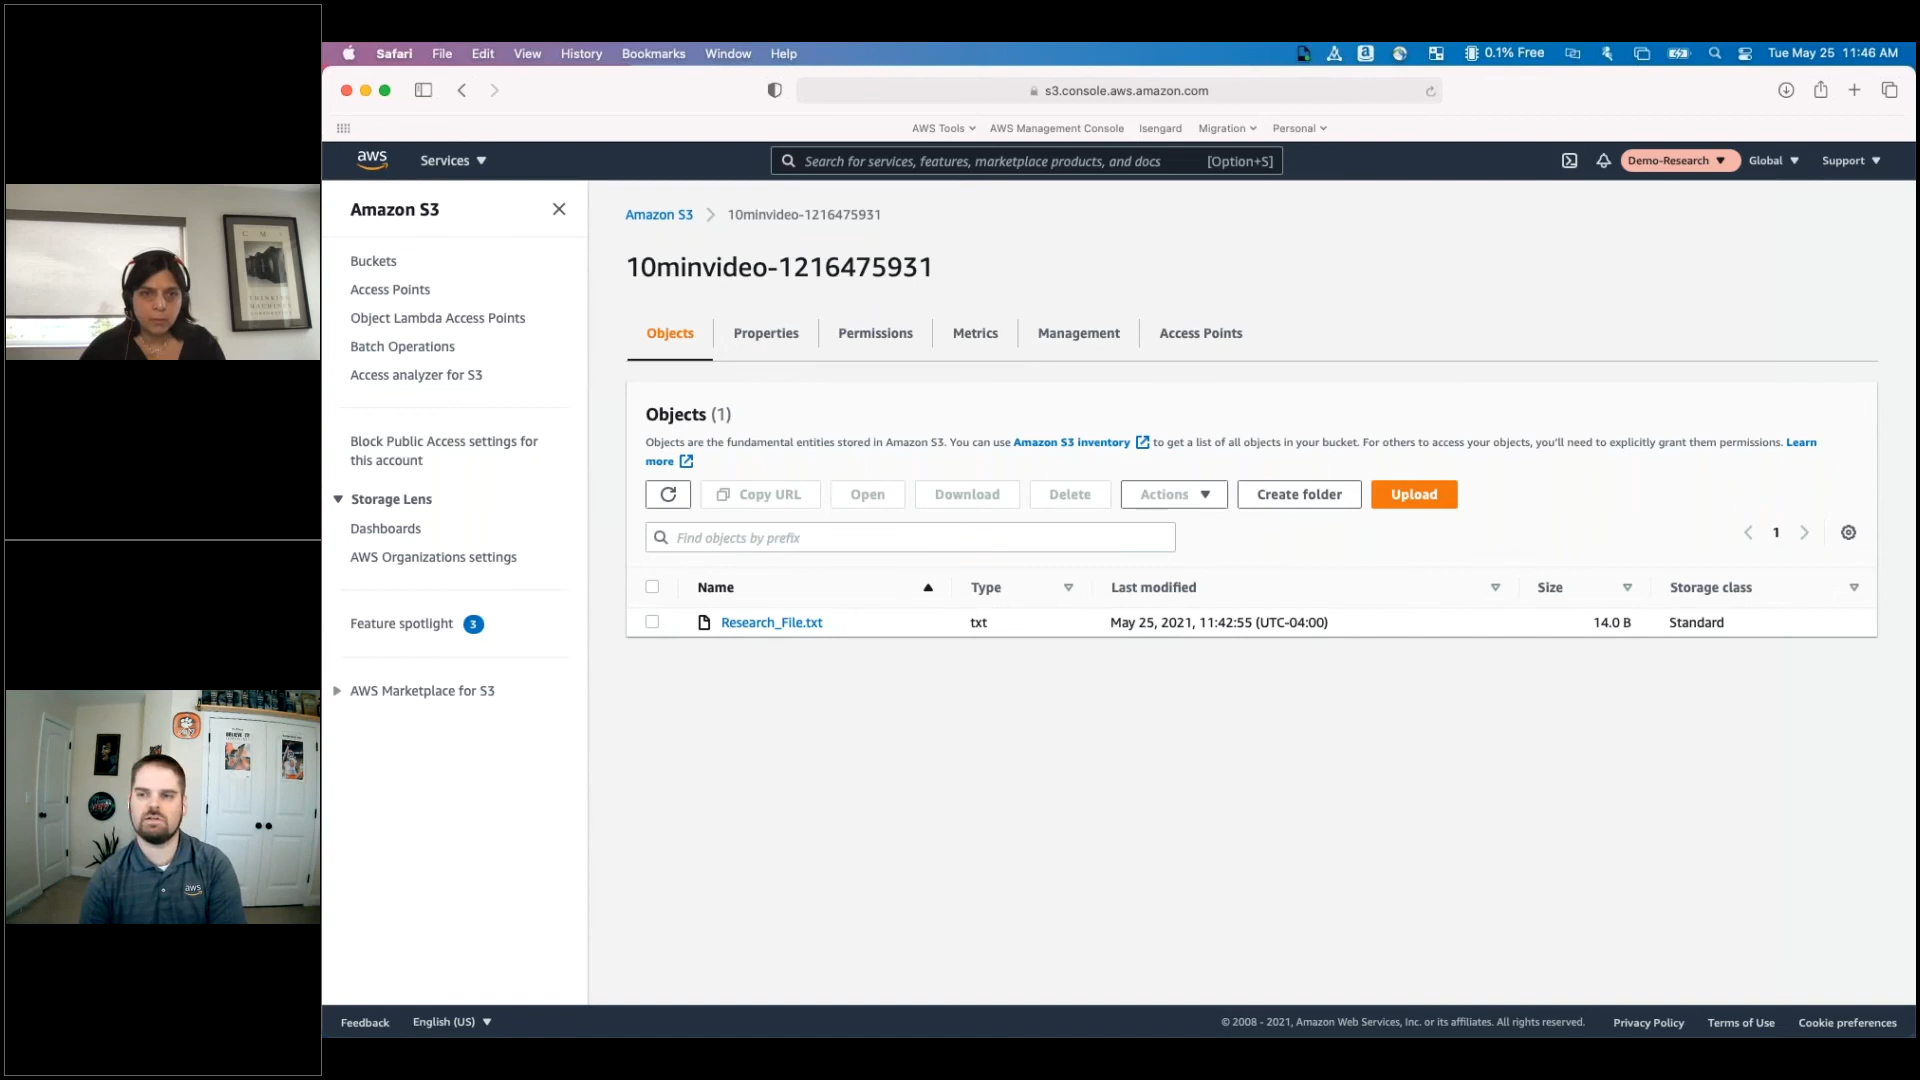 Safari File Edit View History Bookmarks Window Help
0.1% Free
Tue May 25 11:46 AM
s3.console.aws.amazon.com
AWS Tools AWS Management Console Isengard Migration Personal
aws
Services
Search for services, features, marketplace products, and docs [Option+S]
Demo-Research
Global
Support
Amazon S3
Buckets
Access Points
Object Lambda Access Points
Batch Operations
Access analyzer for S3
Block Public Access settings for
this account
Storage Lens
Dashboards
AWS Organizations settings
Feature spotlight 3
AWS Marketplace for S3
Amazon S3 10minvideo-1216475931
10minvideo-1216475931
Objects Properties Permissions Metrics Management Access Points
Objects (1)
Objects are the fundamental entities stored in Amazon S3. You can use Amazon S3 inventory to get a list of all objects in your bucket. For others to access your objects, you'll need to explicitly grant them permissions. Learn
more
Copy URL Open Download Delete Actions Create folder Upload
Find objects by prefix
1
Name Type Last modified Size Storage class
Research_File.txt txt May 25, 2021, 11:42:55 (UTC-04:00) 14.0 B Standard
Feedback English (US)
© 2008 - 2021, Amazon Web Services, Inc. or its affiliates. All rights reserved. Privacy Policy Terms of Use Cookie preferences
aws